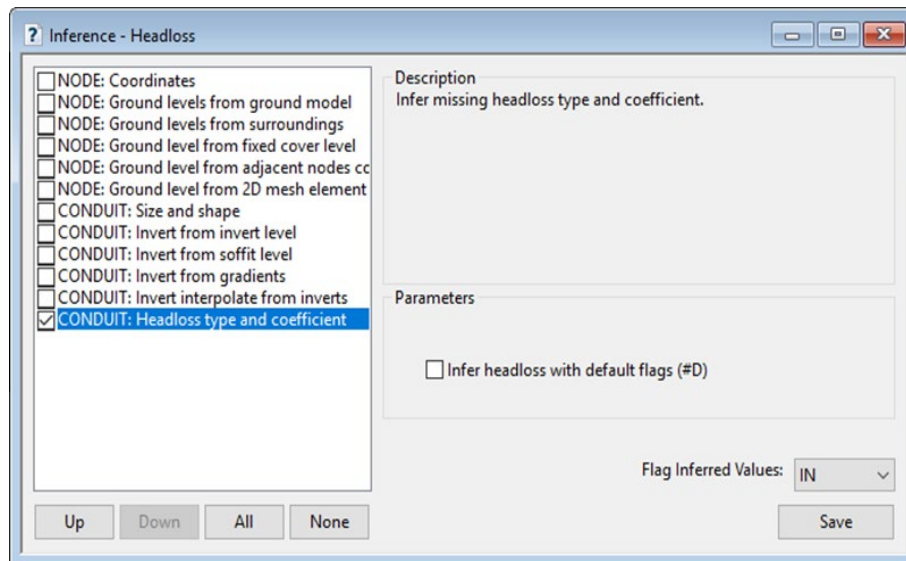 Inference - Headloss
NODE: Coordinates
NODE: Ground levels from ground model
NODE: Ground levels from surroundings
NODE: Ground level from fixed cover level
NODE: Ground level from adjacent nodes cc
NODE: Ground level from 2D mesh element
CONDUIT: Size and shape
CONDUIT: Invert from invert level
CONDUIT: Invert from soffit level
CONDUIT: Invert from gradients
CONDUIT: Invert interpolate from inverts
CONDUIT: Headloss type and coefficient
Up
Down
All
None
Description
Infer missing headloss type and coefficient.
Parameters
Infer headloss with default flags (#D)
Flag Inferred Values:
IN
Save